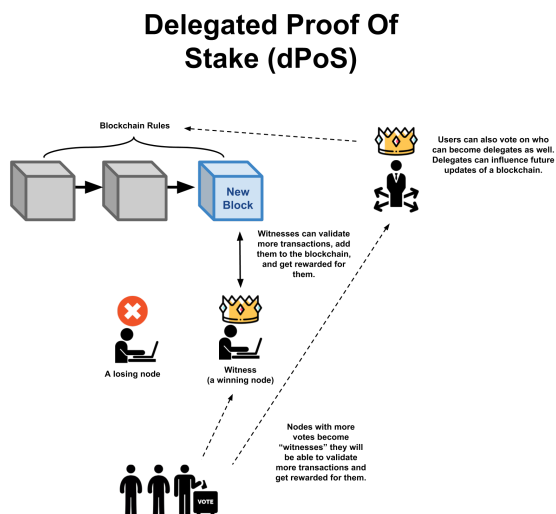 Delegated Proof Of
Stake (dPoS)
Blockchain Rules
Users can also vote on who
can become delegates as well.
Delegates can influence future
updates of a blockchain.
New
Block
Witnesses can validate
more transactions, add
them to the blockchain,
and get rewarded for
them.
A losing node
Witness
(a winning node)
Nodes with more
votes become
“witnesses” they will
be able to validate
more transactions and
get rewarded for them.
VOTE